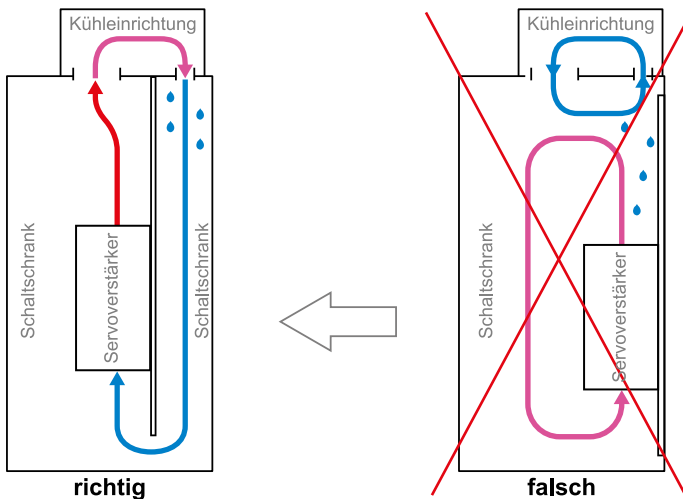 Kühleinrichtung
Schaltschrank
Servoverstärker
Schaltschrank
richtig
Kühleinrichtung
Schaltschrank
Servoverstärker
falsch